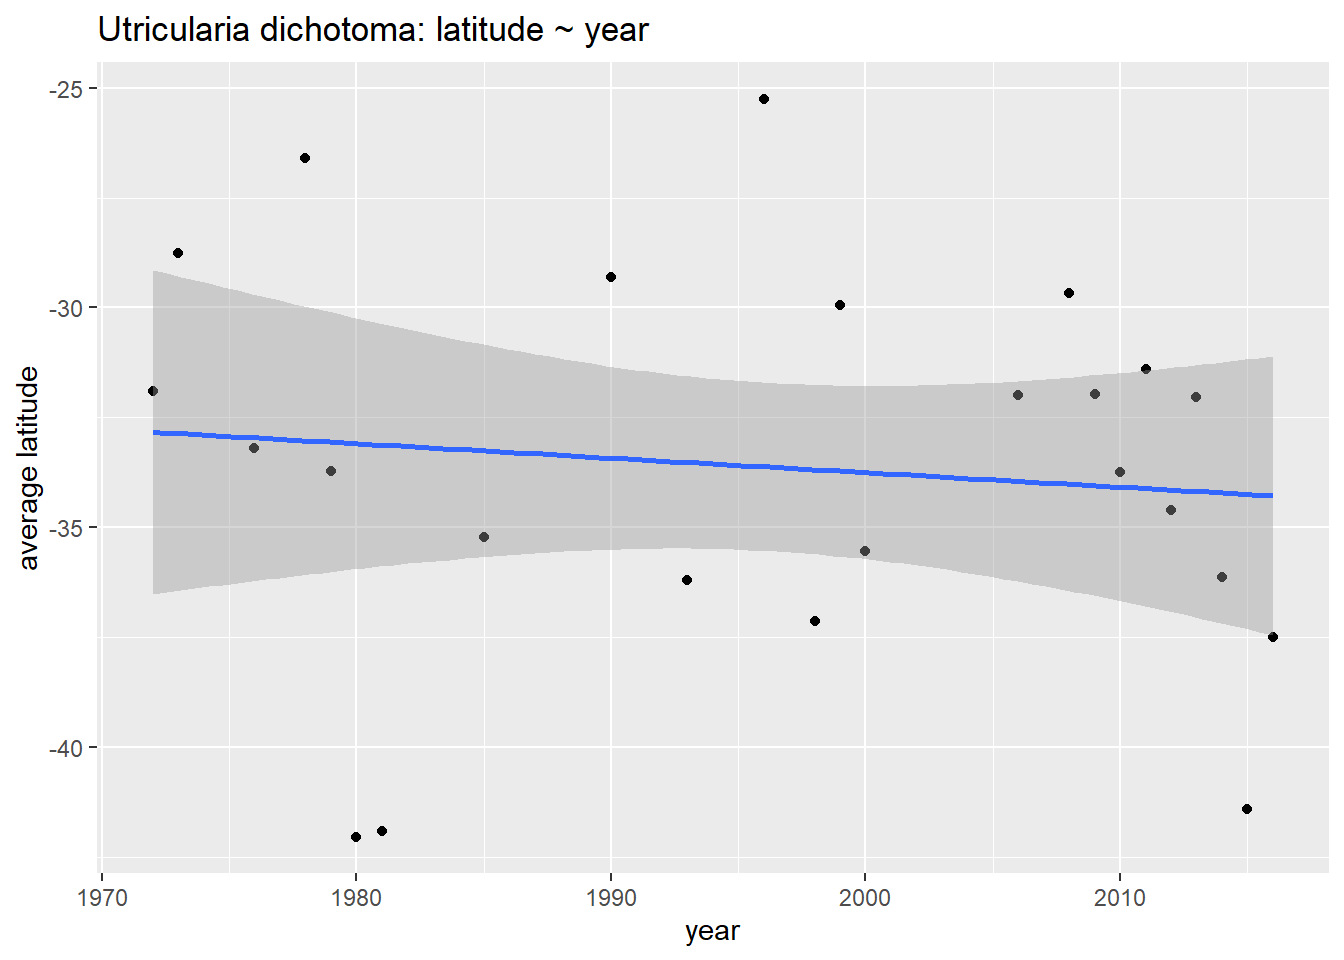 Utricularia dichotoma: latitude ~ year
-25
-30
-35
-40
average latitude
1970 1980 1990 2000 2010
year